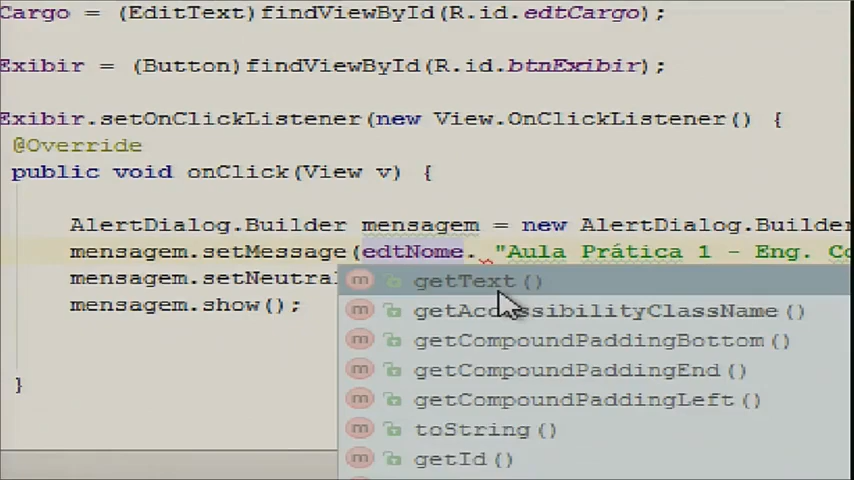 Cargo = (EditText)findViewById(R.id.edtCargo);
Exibir = (Button)findViewById(R.id.btnExibir);
Exibir.setOnClickListener(new View.OnClickListener() {
@Override
public void onClick(View v) {
AlertDialog.Builder mensagem = new AlertDialog.Builder
mensagem.setMessage(edtNome. "Aula Prática 1 - Eng. Co
mensagem.setNeutral
mensagem.show();
}
getText()
getAccessibilityClassName()
getCompoundPaddingBottom()
getCompoundPaddingEnd()
getCompoundPaddingLeft()
toString()
getId()